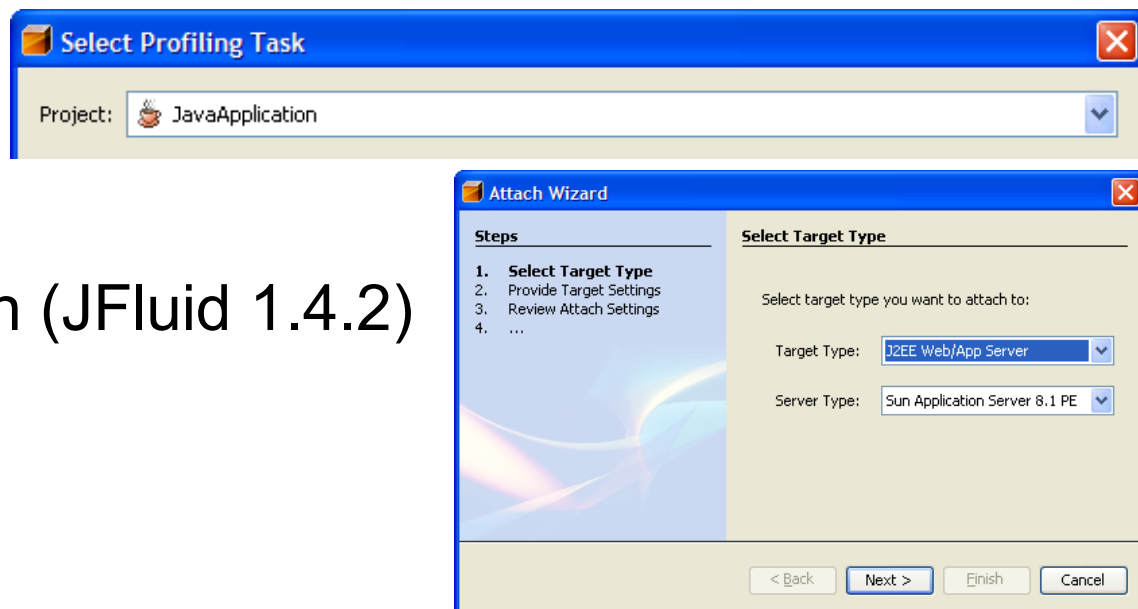 Select Profiling Task
Project: JavaApplication
n (JFluid 1.4.2)
Attach Wizard
Steps
1. Select Target Type
2. Provide Target Settings
3. Review Attach Settings
4. ...
Select Target Type
Select target type you want to attach to:
Target Type: J2EE Web/App Server
Server Type: Sun Application Server 8.1 PE
< Back Next > Finish Cancel